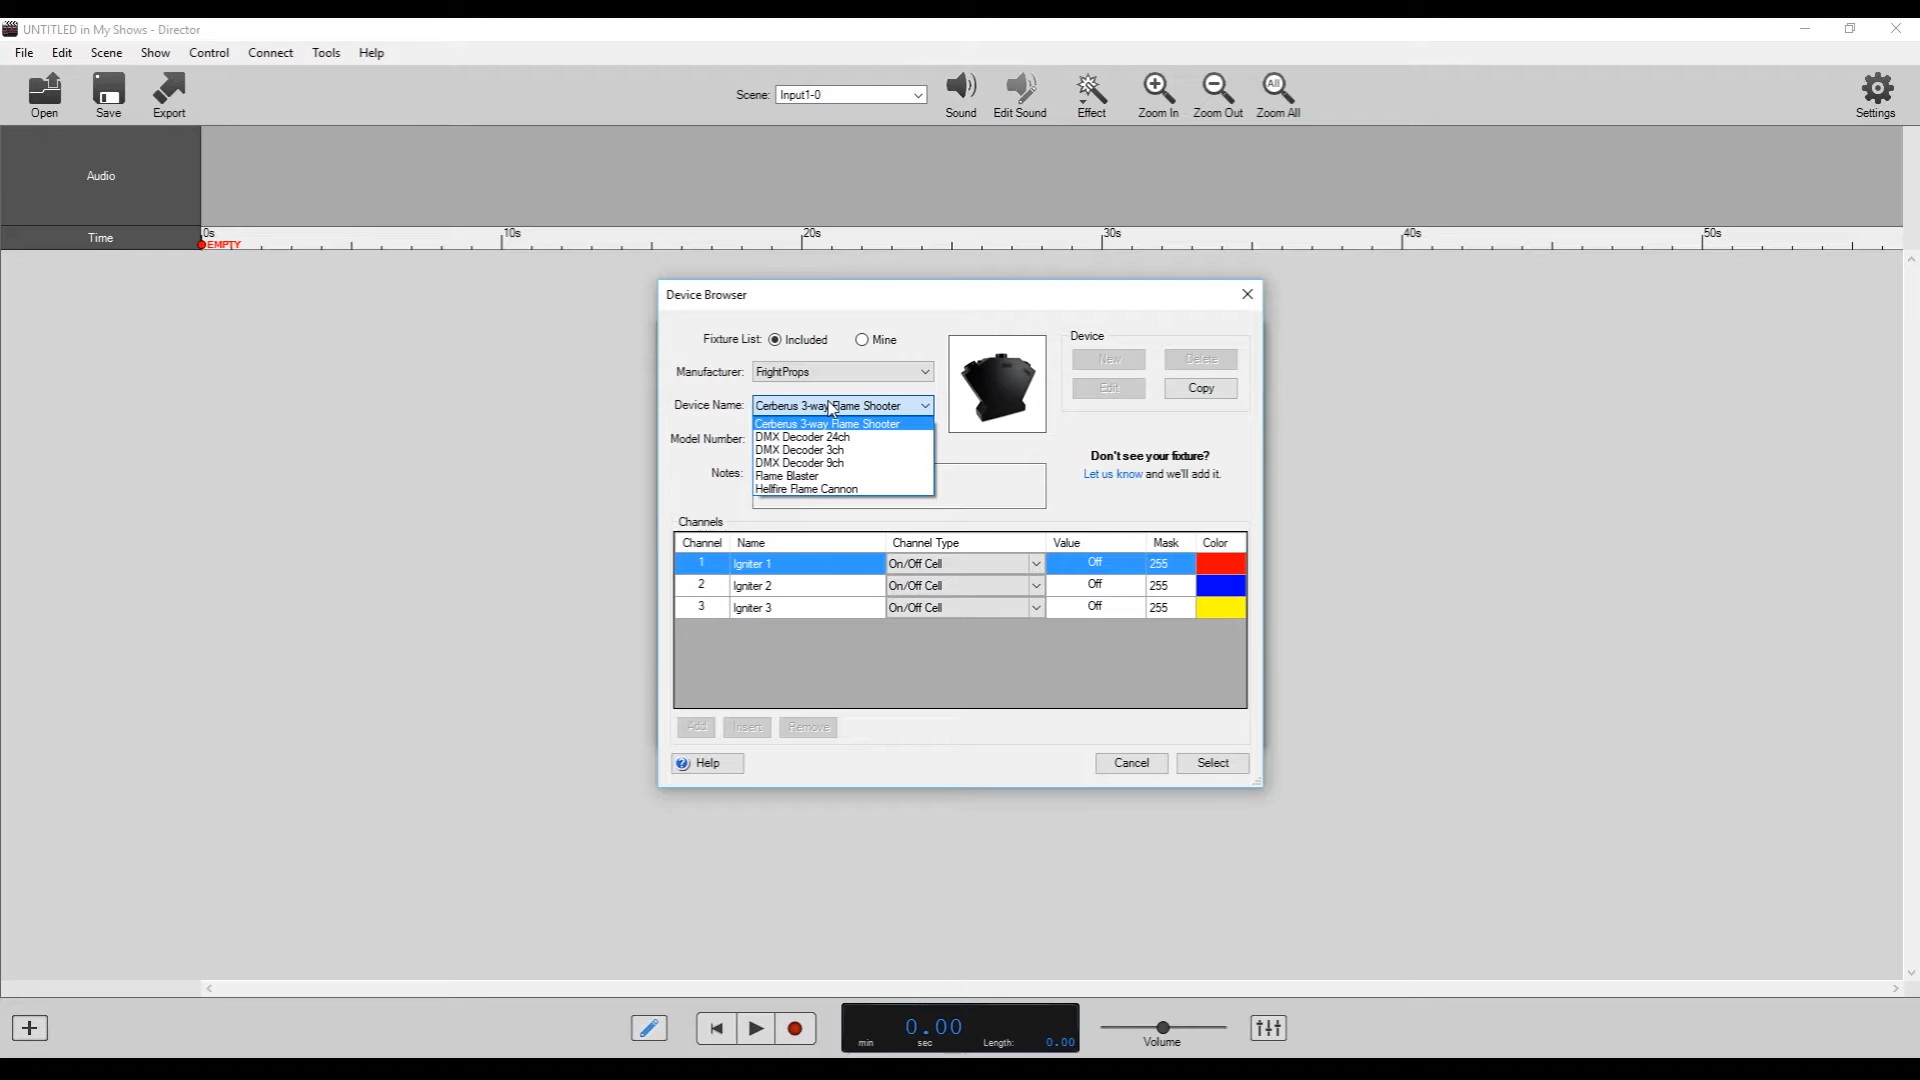 UNTITLED in My Shows - Director
File Edit Scene Show Control Connect Tools Help
Open Save Export Scene: Input1-0 Sound Edit Sound Effect Zoom In Zoom Out All Zoom All Settings
Audio
Time 0s 10s 20s 30s 40s 50s
EMPTY
Device Browser
Fixture List: Included Mine
Device
Manufacturer: FrightProps
New Delete
Edit Copy
Device Name: Cerberus 3-way Flame Shooter
Cerberus 3-way Flame Shooter
DMX Decoder 24ch
DMX Decoder 3ch
DMX Decoder 9ch
Flame Blaster
Hellfire Flame Cannon
Model Number:
Notes:
Don't see your fixture?
Let us know and we'll add it.
Channels
Channel Name Channel Type Value Mask Color
1 Igniter 1 On/Off Cell Off 255
2 Igniter 2 On/Off Cell Off 255
3 Igniter 3 On/Off Cell Off 255
Add Insert Remove
? Help Cancel Select
0.00
min sec Length: 0.00
Volume